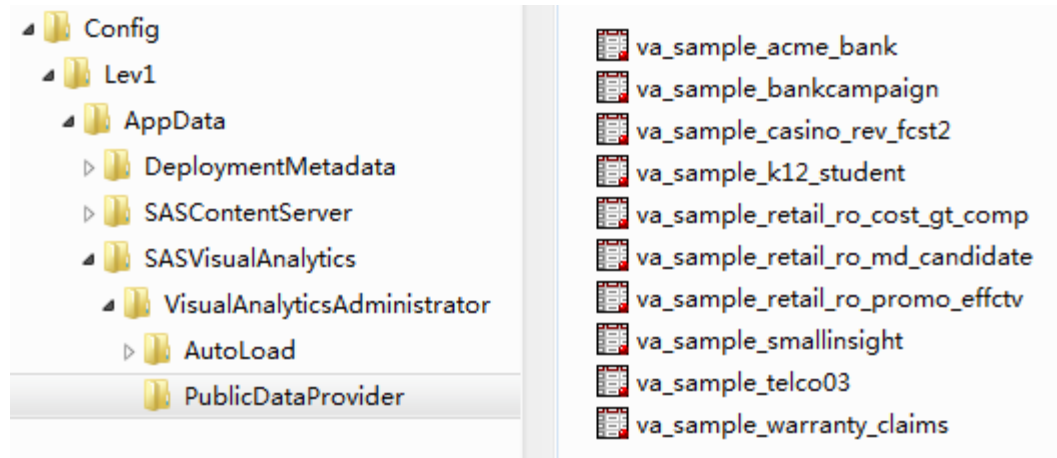 Config
Lev1
AppData
DeploymentMetadata
SASContentServer
SASVisualAnalytics
VisualAnalyticsAdministrator
AutoLoad
PublicDataProvider
va_sample_acme_bank
va_sample_bankcampaign
va_sample_casino_rev_fcst2
va_sample_k12_student
va_sample_retail_ro_cost_gt_comp
va_sample_retail_ro_md_candidate
va_sample_retail_ro_promo_effctv
va_sample_smallinsight
va_sample_telco03
va_sample_warranty_claims